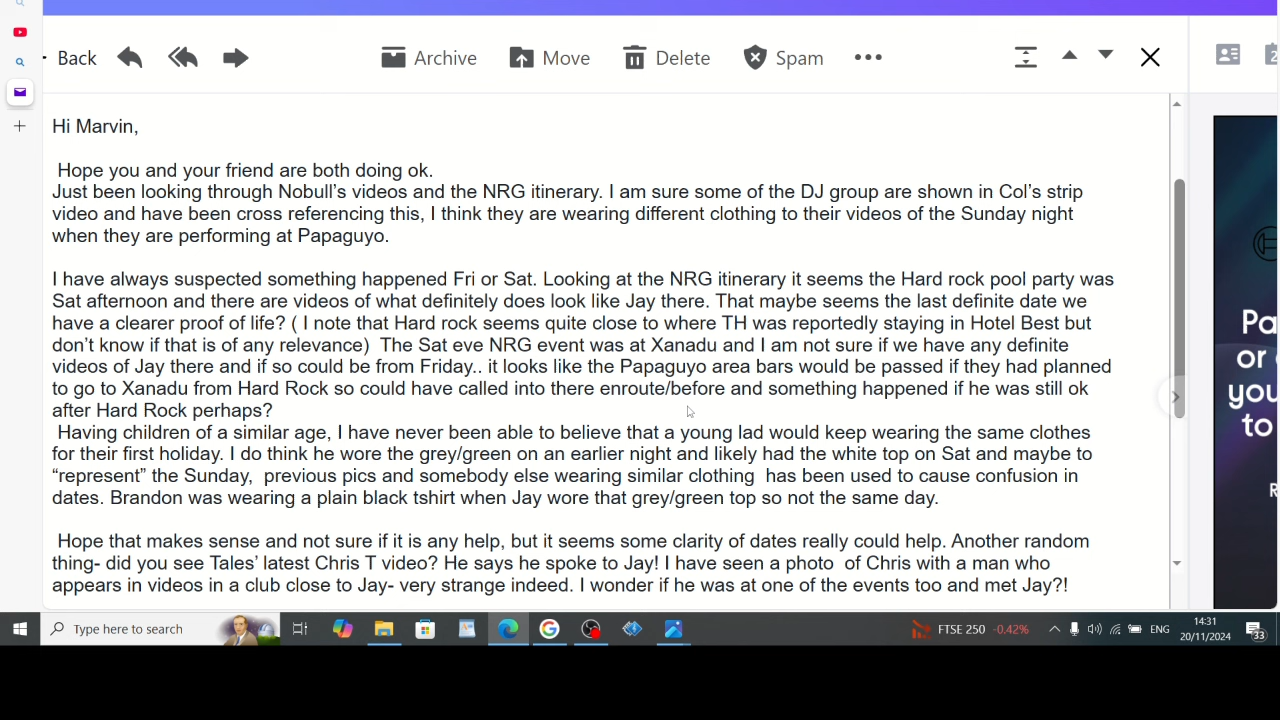 Back
Archive
Move
Delete
Spam
Hi Marvin,
Hope you and your friend are both doing ok.
Just been looking through Nobull's videos and the NRG itinerary. I am sure some of the DJ group are shown in Col's strip
video and have been cross referencing this, I think they are wearing different clothing to their videos of the Sunday night
when they are performing at Papaguyo.
I have always suspected something happened Fri or Sat. Looking at the NRG itinerary it seems the Hard rock pool party was
Sat afternoon and there are videos of what definitely does look like Jay there. That maybe seems the last definite date we
have a clearer proof of life? ( I note that Hard rock seems quite close to where TH was reportedly staying in Hotel Best but
don't know if that is of any relevance)  The Sat eve NRG event was at Xanadu and I am not sure if we have any definite
videos of Jay there and if so could be from Friday.. it looks like the Papaguyo area bars would be passed if they had planned
to go to Xanadu from Hard Rock so could have called into there enroute/before and something happened if he was still ok
after Hard Rock perhaps?
Having children of a similar age, I have never been able to believe that a young lad would keep wearing the same clothes
for their first holiday. I do think he wore the grey/green on an earlier night and likely had the white top on Sat and maybe to
“represent” the Sunday,  previous pics and somebody else wearing similar clothing  has been used to cause confusion in
dates. Brandon was wearing a plain black tshirt when Jay wore that grey/green top so not the same day.
Hope that makes sense and not sure if it is any help, but it seems some clarity of dates really could help. Another random
thing- did you see Tales' latest Chris T video? He says he spoke to Jay! I have seen a photo  of Chris with a man who
appears in videos in a club close to Jay- very strange indeed. I wonder if he was at one of the events too and met Jay?!
Pa
or
you
to
R
Type here to search
FTSE 250 -0.42%
ENG
14:31
20/11/2024
33